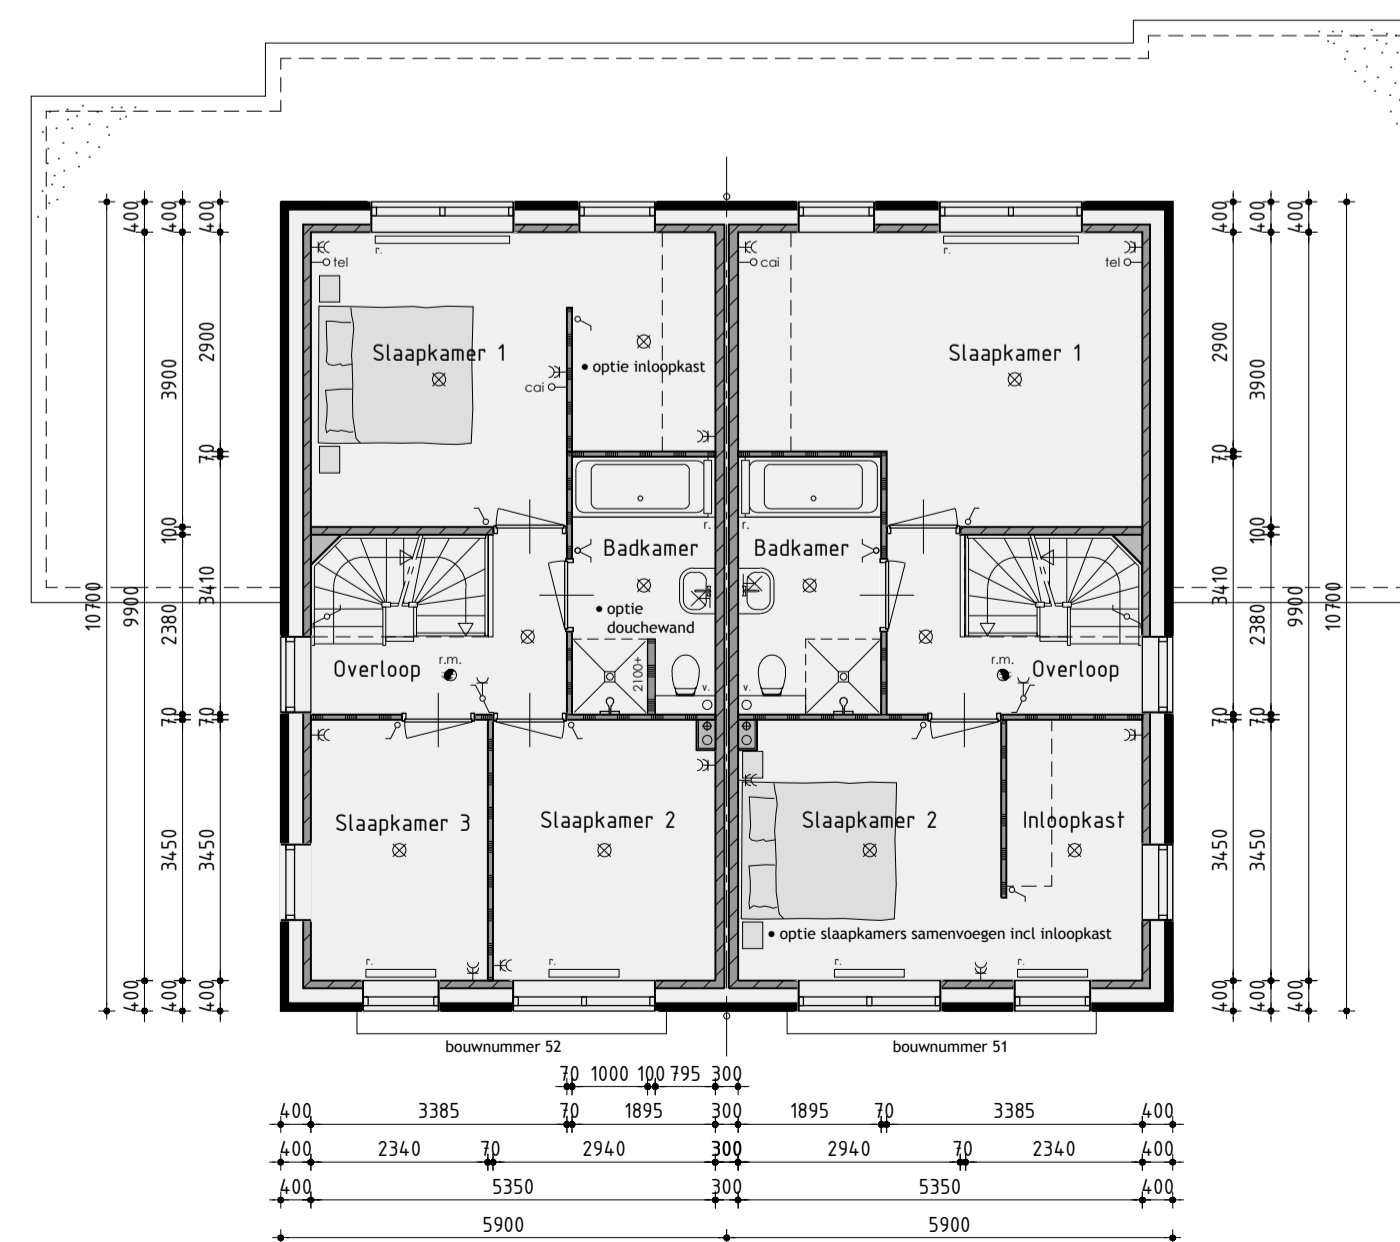 400 400 400
400 400 400
r. r.
tel cai tel
2900 2900
3900 3900
Slaapkamer 1 Slaapkamer 1
• optie inloopkast
cai
70 70
100 100
r. r.
Badkamer Badkamer
10700 9900 2380 3410
3410 2380 9900 10700
• optie
douchewand
Overloop r.m. 2100+ r.m. Overloop
v. v.
70 70 70 70
Slaapkamer 3 Slaapkamer 2 Slaapkamer 2 Inloopkast
3450 3450 3450 3450
• optie slaapkamers samenvoegen incl inloopkast
r. r. r. r.
400 400 400
400 400 400
bouwnummer 52 bouwnummer 51
70 1000 100 795 300
400 3385 70 1895 300 1895 70 3385 400
400 2340 70 2940 300 2940 70 2340 400
400 5350 300 5350 400
5900 5900